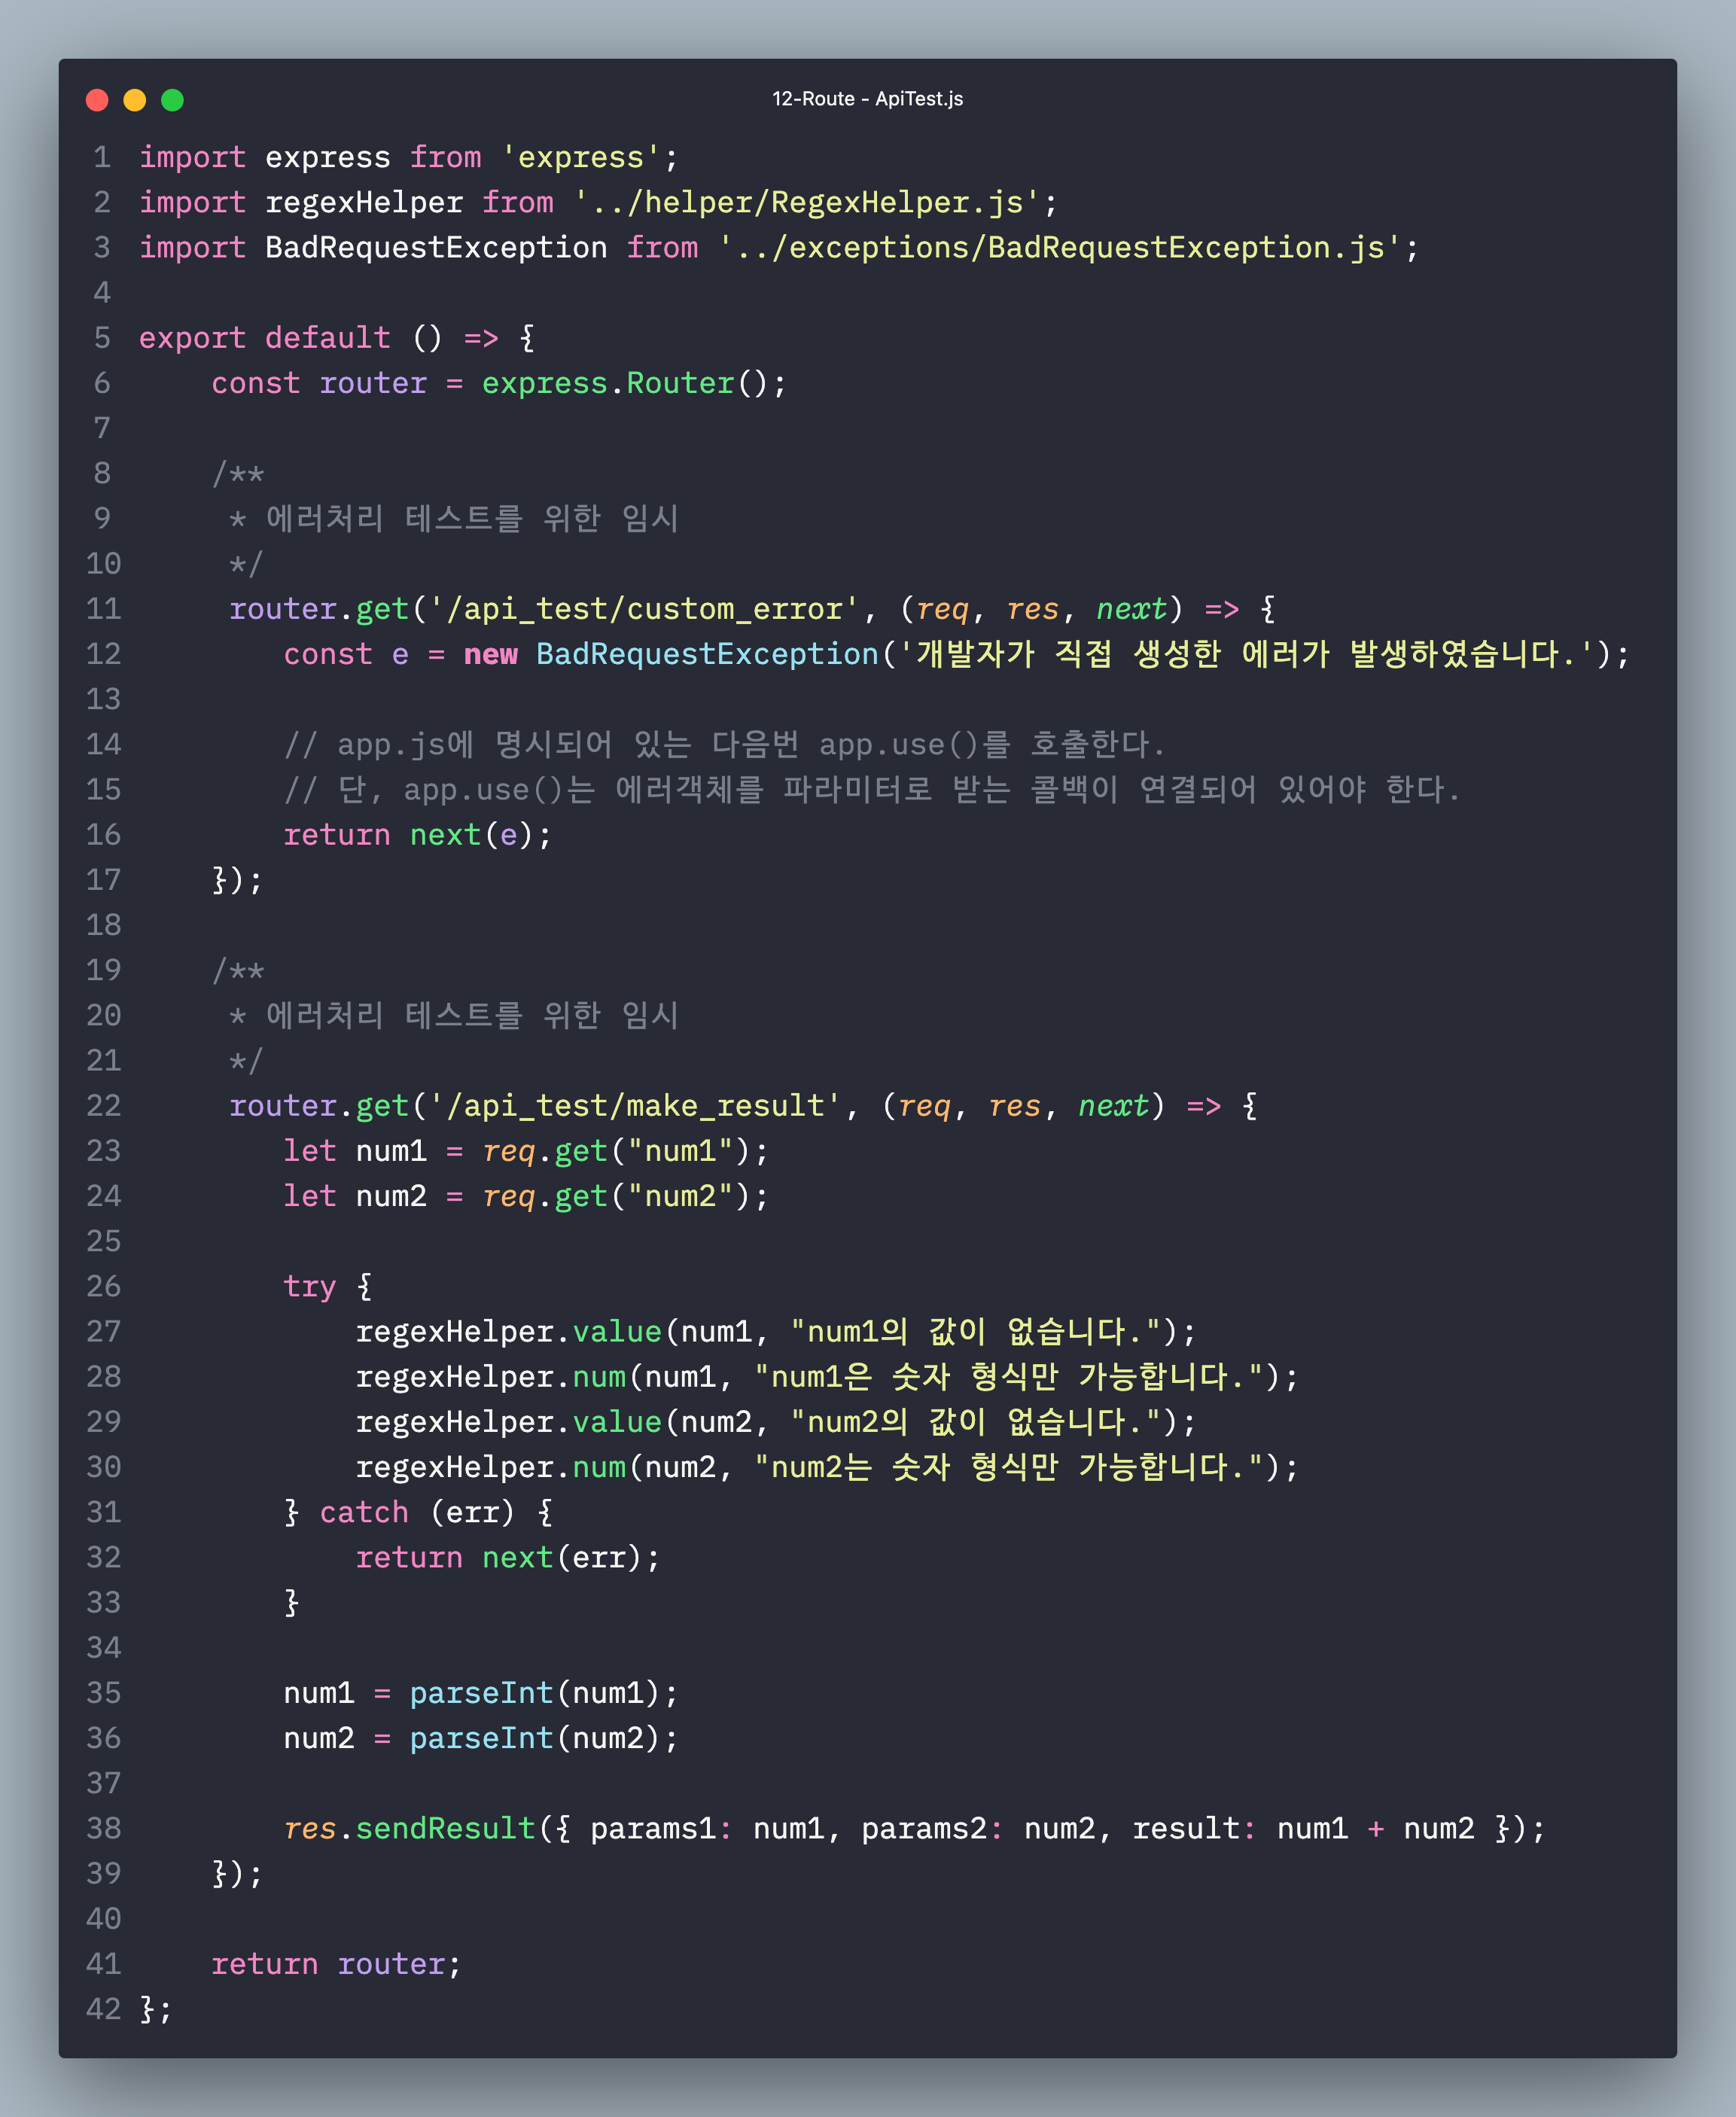 12-Route - ApiTest.js
1 import express from 'express';
2 import regexHelper from '../helper/RegexHelper.js';
3 import BadRequestException from '../exceptions/BadRequestException.js';
4
5 export default () => {
6     const router = express.Router();
7
8     /**
9      * 에러처리 테스트를 위한 임시
10      */
11      router.get('/api_test/custom_error', (req, res, next) => {
12         const e = new BadRequestException('개발자가 직접 생성한 에러가 발생하였습니다.');
13
14         // app.js에 명시되어 있는 다음번 app.use()를 호출한다.
15         // 단, app.use()는 에러객체를 파라미터로 받는 콜백이 연결되어 있어야 한다.
16         return next(e);
17     });
18
19     /**
20      * 에러처리 테스트를 위한 임시
21      */
22      router.get('/api_test/make_result', (req, res, next) => {
23         let num1 = req.get("num1");
24         let num2 = req.get("num2");
25
26         try {
27             regexHelper.value(num1, "num1의 값이 없습니다.");
28             regexHelper.num(num1, "num1은 숫자 형식만 가능합니다.");
29             regexHelper.value(num2, "num2의 값이 없습니다.");
30             regexHelper.num(num2, "num2는 숫자 형식만 가능합니다.");
31         } catch (err) {
32             return next(err);
33         }
34
35         num1 = parseInt(num1);
36         num2 = parseInt(num2);
37
38         res.sendResult({ params1: num1, params2: num2, result: num1 + num2 });
39     });
40
41     return router;
42 };